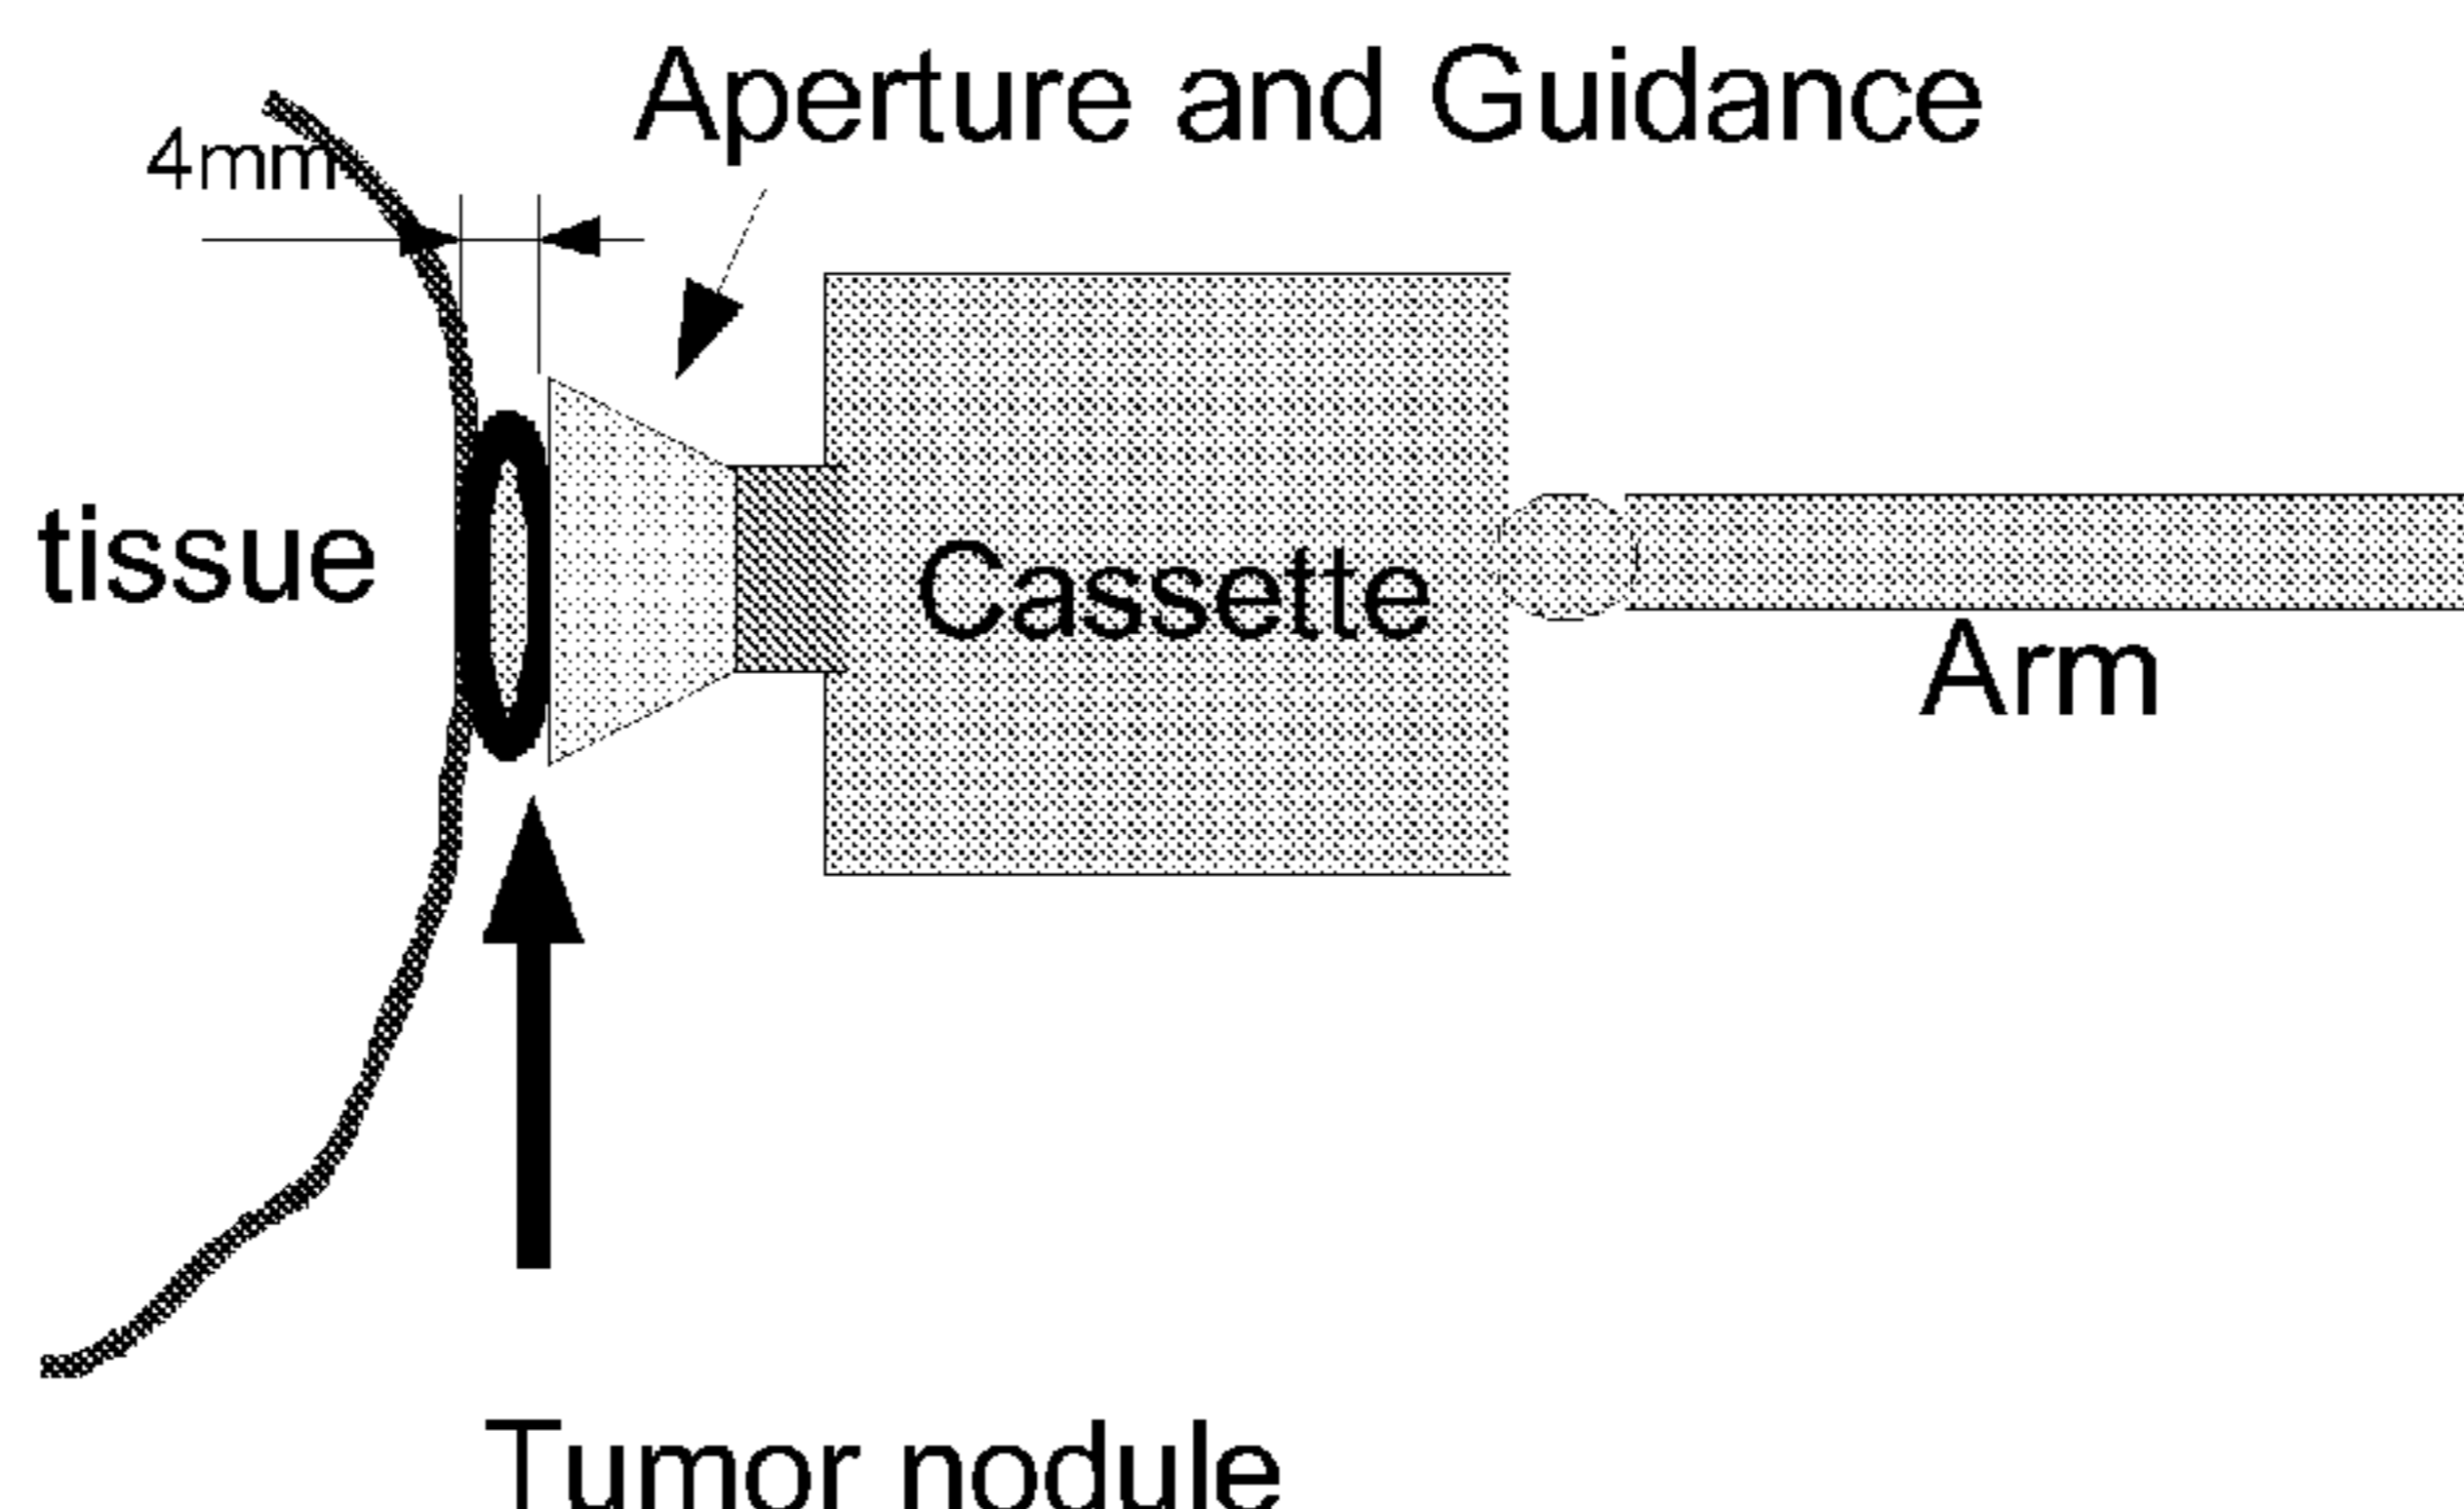 Aperture and Guidance
4mm
tissue
Cassette
Arm
Tumor nodule